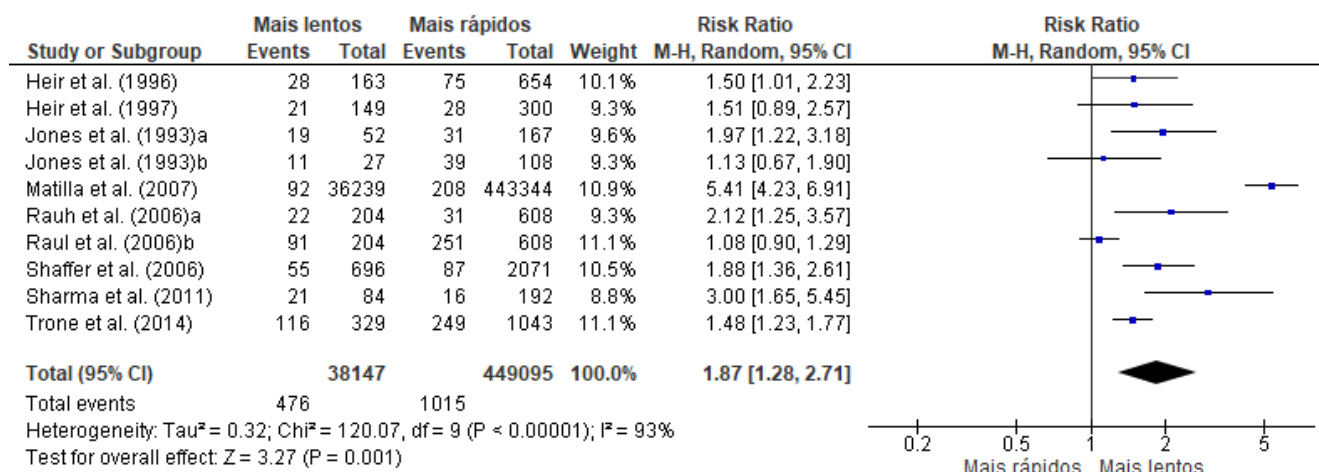 Mais lentos Mais rápidos Risk Ratio Risk Ratio
Study or Subgroup Events Total Events Total Weight M-H, Random, 95% CI M-H, Random, 95% CI
Heir et al. (1996) 28 163 75 654 10.1% 1.50 [1.01, 2.23]
Heir et al. (1997) 21 149 28 300 9.3% 1.51 [0.89, 2.57]
Jones et al. (1993)a 19 52 31 167 9.6% 1.97 [1.22, 3.18]
Jones et al. (1993)b 11 27 39 108 9.3% 1.13 [0.67, 1.90]
Matilla et al. (2007) 92 36239 208 443344 10.9% 5.41 [4.23, 6.91]
Rauh et al. (2006)a 22 204 31 608 9.3% 2.12 [1.25, 3.57]
Raul et al. (2006)b 91 204 251 608 11.1% 1.08 [0.90, 1.29]
Shaffer et al. (2006) 55 696 87 2071 10.5% 1.88 [1.36, 2.61]
Sharma et al. (2011) 21 84 16 192 8.8% 3.00 [1.65, 5.45]
Trone et al. (2014) 116 329 249 1043 11.1% 1.48 [1.23, 1.77]
Total (95% CI) 38147 449095 100.0% 1.87 [1.28, 2.71]
Total events 476 1015
Heterogeneity: Tau² = 0.32; Chi² = 120.07, df = 9 (P < 0.00001); I² = 93%
Test for overall effect: Z = 3.27 (P = 0.001)
0.2 0.5 1 2 5
Mais rápidos Mais lentos